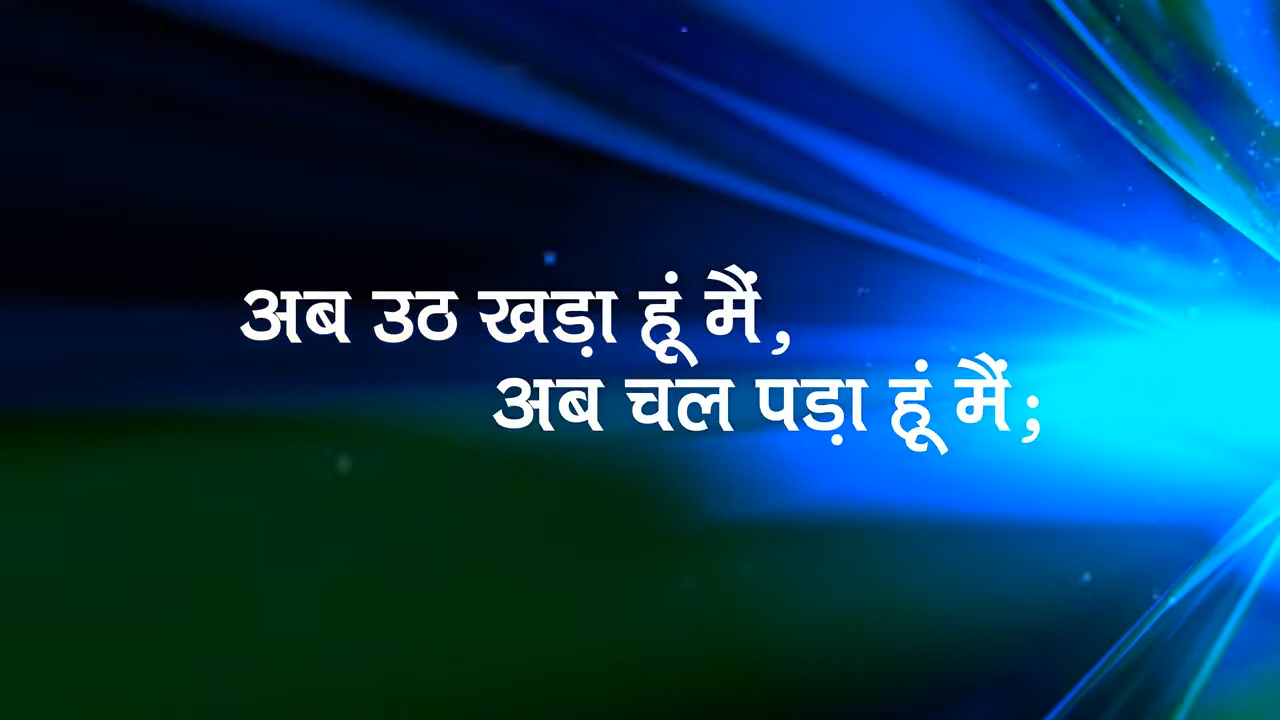 अब उठ खड़ा हूं मैं,
अब चल पड़ा हूं मैं;